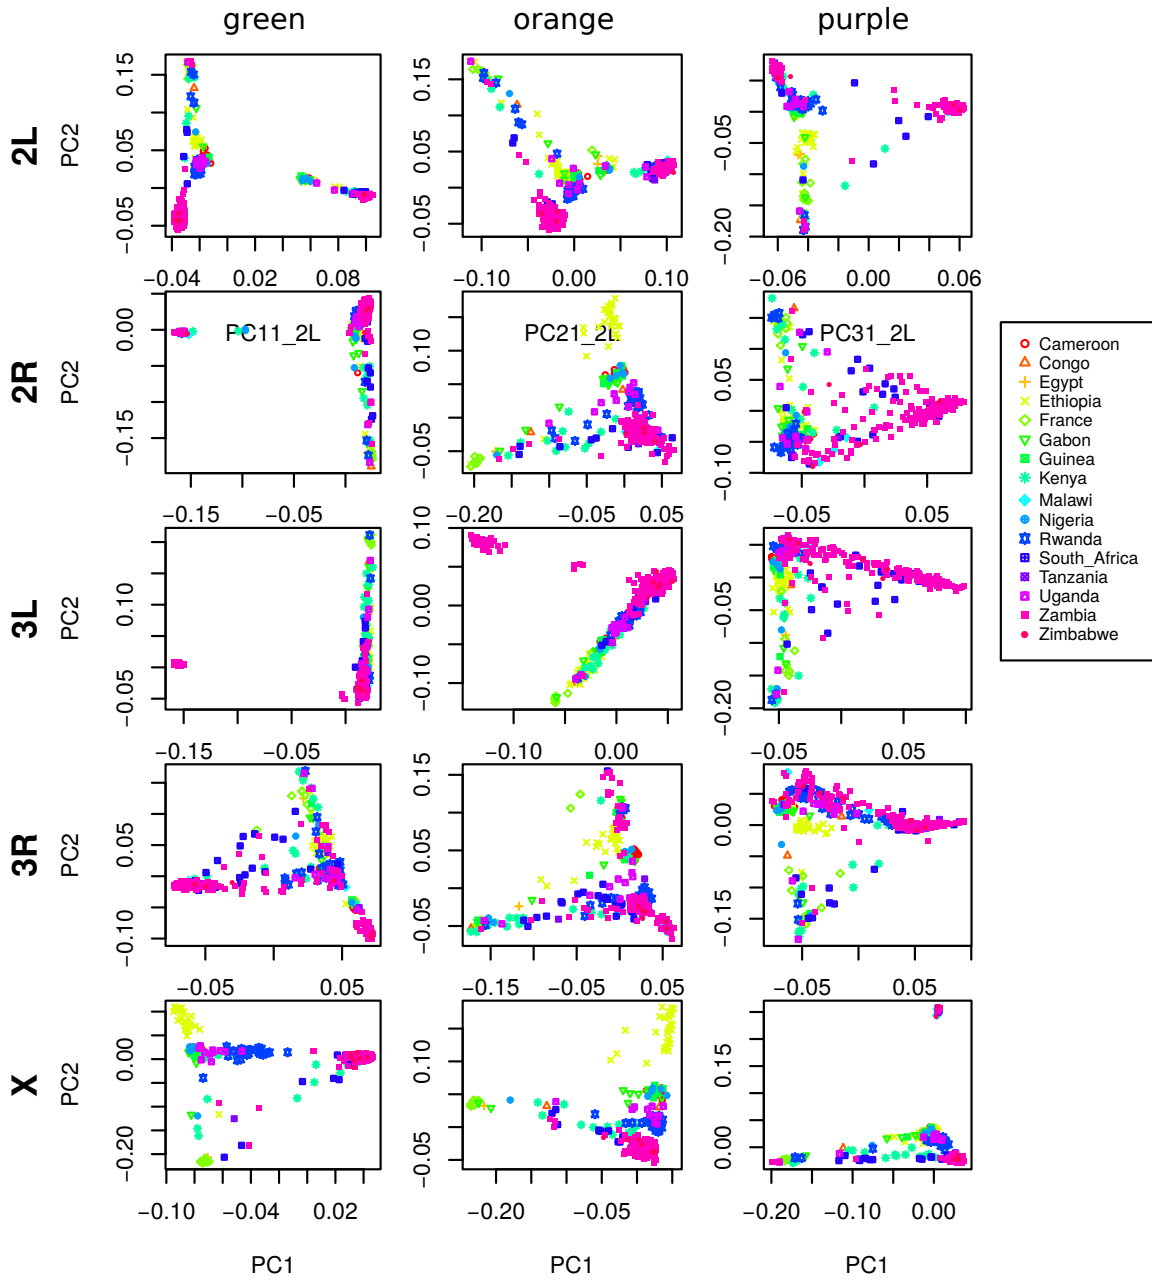 green orange purple
2L
PC2
0.15
0.05
−0.05
−0.04 0.02 0.08
0.15
0.05
−0.05
−0.10 0.00 0.10
−0.05
−0.20
−0.06 0.00 0.06
2R
PC2
0.00
−0.15
PC11_2L
−0.15 −0.05
0.10
−0.05
PC21_2L
−0.20 −0.05 0.05
0.05
−0.10
PC31_2L
−0.05 0.05
3L
PC2
0.10
−0.05
−0.15 −0.05
0.10
0.00
−0.10
−0.10 0.00
−0.05
−0.20
−0.05 0.05
3R
PC2
0.05
−0.10
−0.05 0.05
0.15
0.05
−0.05
−0.15 −0.05 0.05
0.00
−0.15
−0.05 0.05
X
PC2
0.00
−0.20
−0.10 −0.04 0.02
PC1
0.10
−0.05
−0.20 −0.05
PC1
0.15
0.00
−0.20 −0.10 0.00
PC1
Cameroon
Congo
Egypt
Ethiopia
France
Gabon
Guinea
Kenya
Malawi
Nigeria
Rwanda
South_Africa
Tanzania
Uganda
Zambia
Zimbabwe